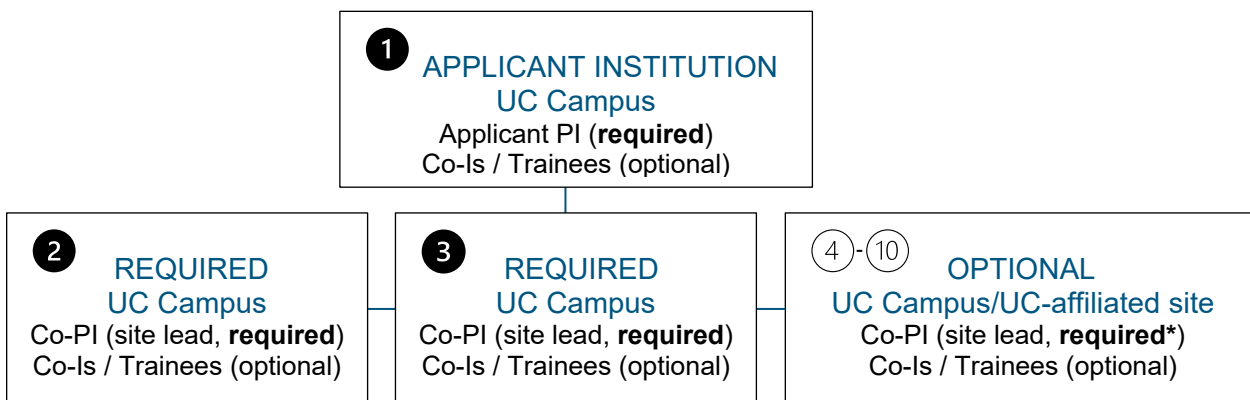 1
APPLICANT INSTITUTION
UC Campus
Applicant PI (required)
Co-Is / Trainees (optional)
2
REQUIRED
UC Campus
Co-PI (site lead, required)
Co-Is / Trainees (optional)
3
REQUIRED
UC Campus
Co-PI (site lead, required)
Co-Is / Trainees (optional)
4-10
OPTIONAL
UC Campus/UC-affiliated site
Co-PI (site lead, required*)
Co-Is / Trainees (optional)